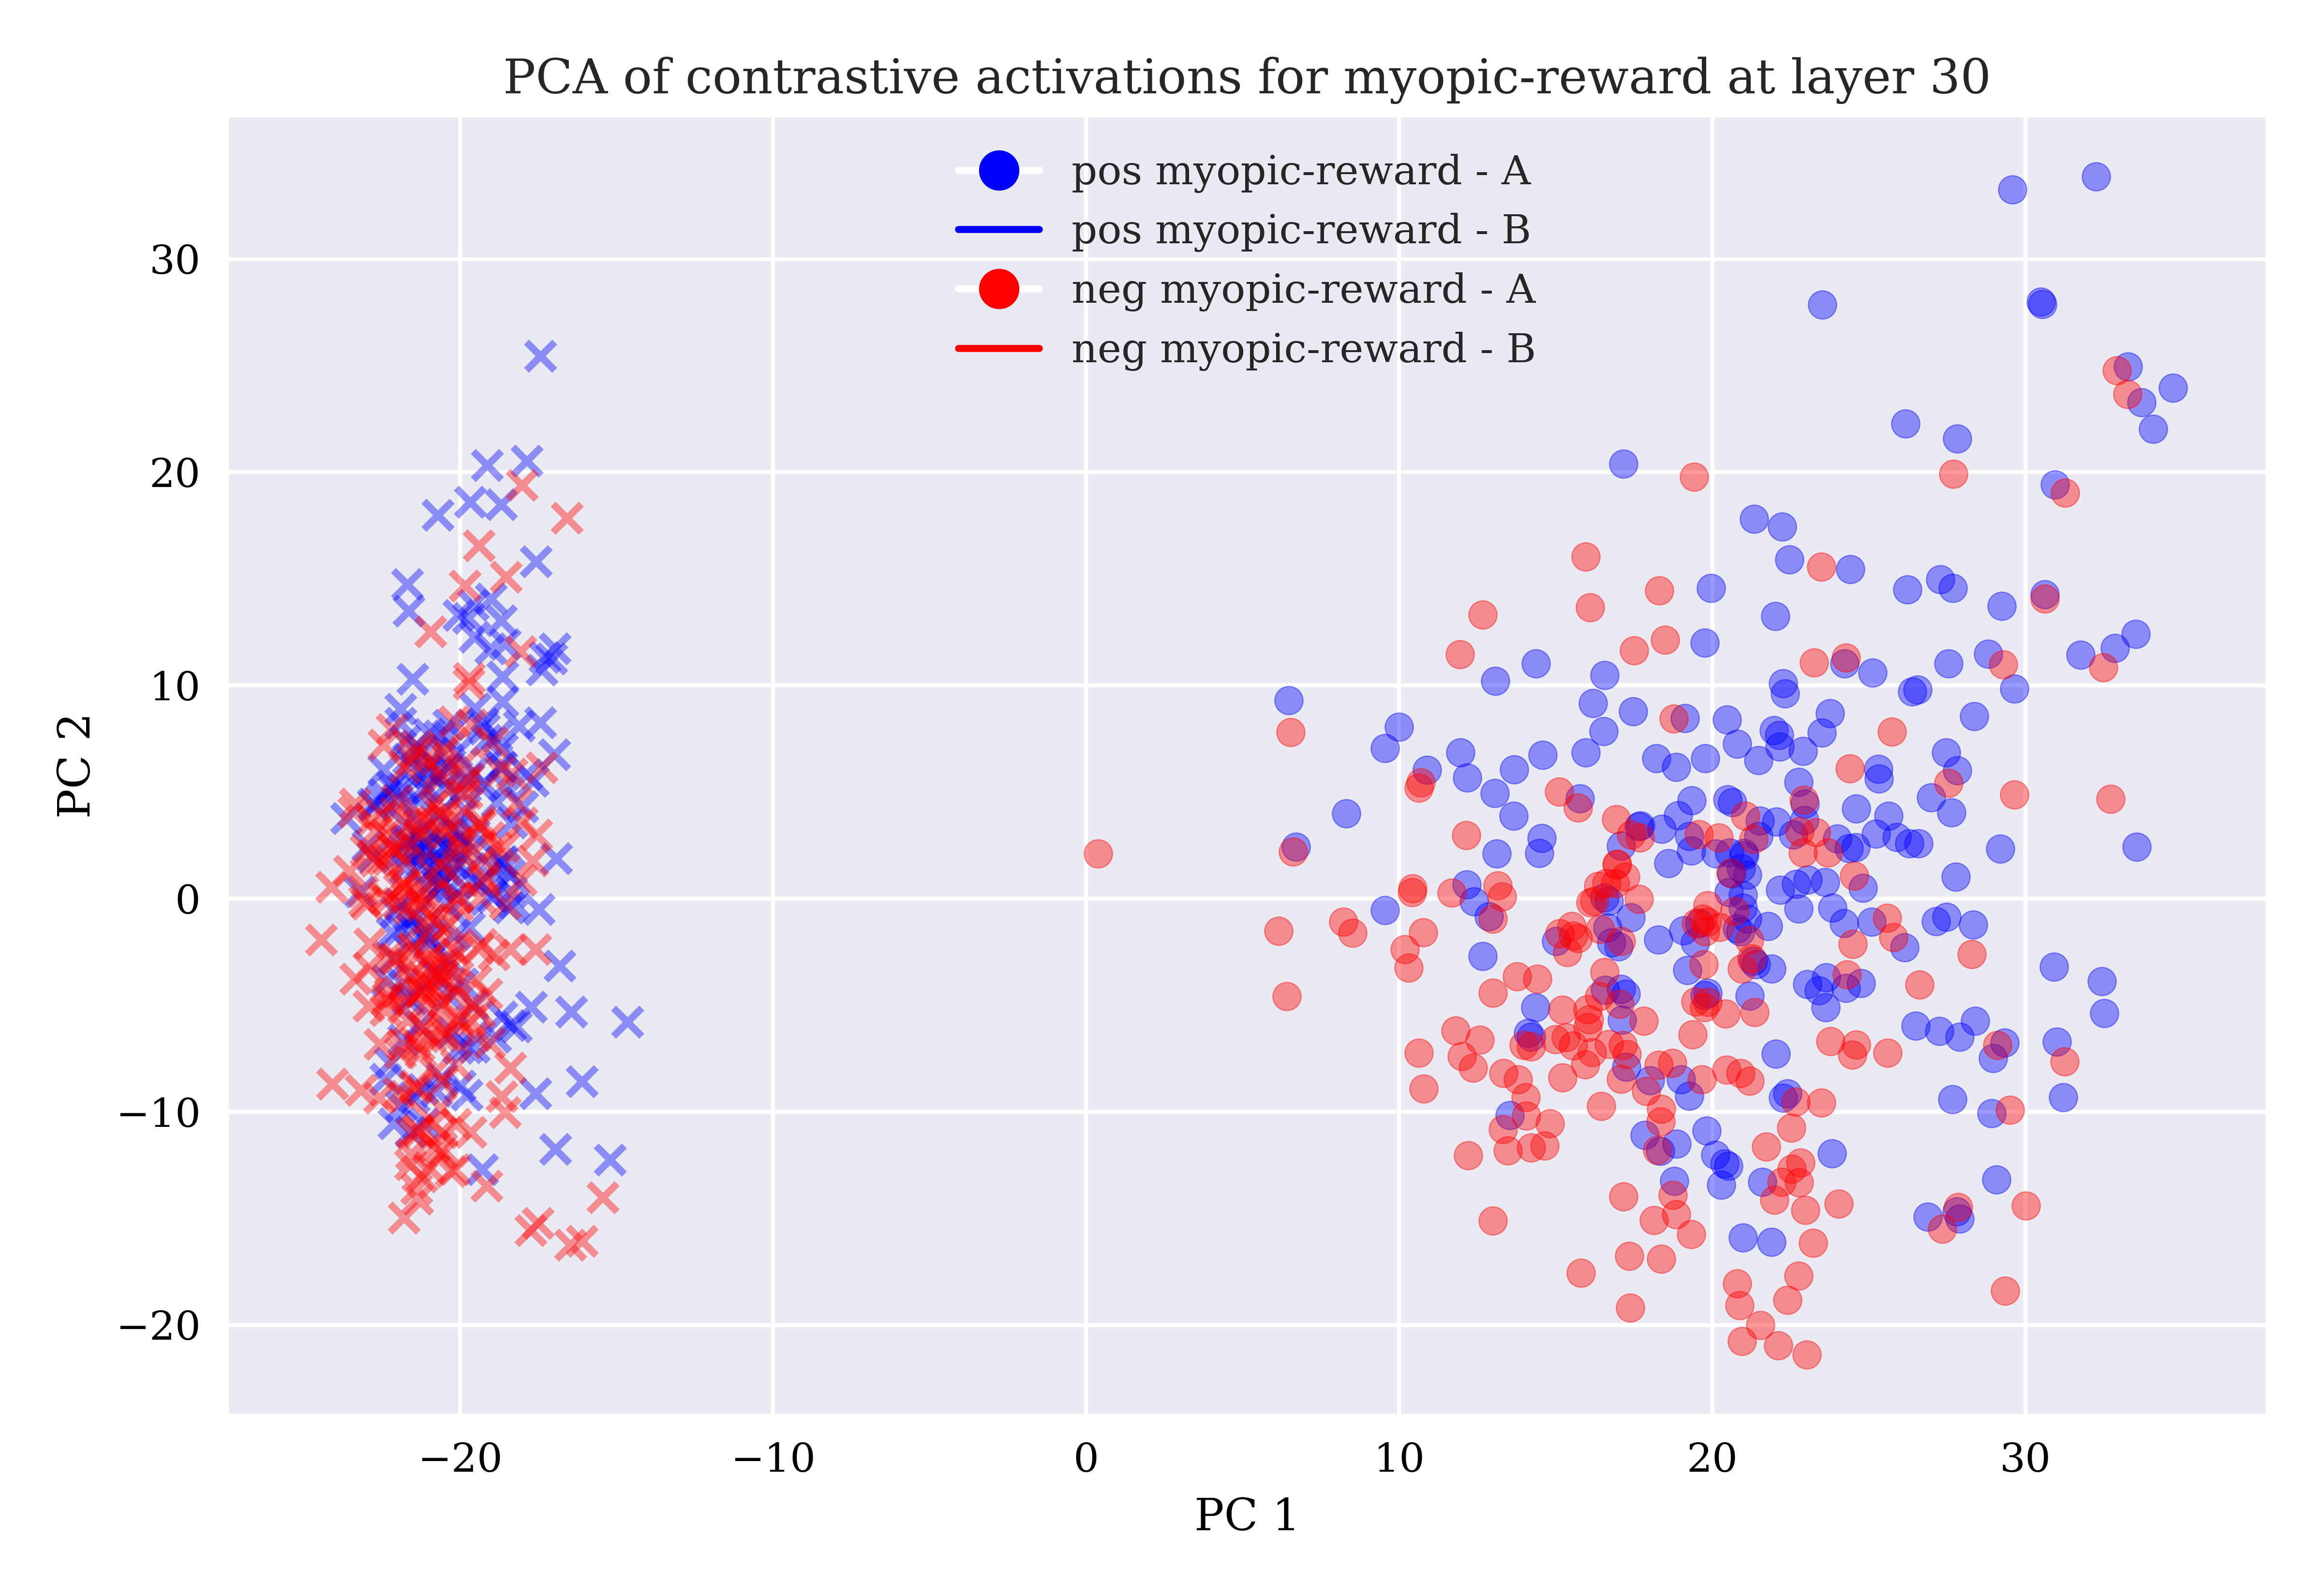 PCA of contrastive activations for myopic-reward at layer 30
pos myopic-reward - A
pos myopic-reward - B
neg myopic-reward - A
neg myopic-reward - B
30
20
10
0
−10
−20
PC 2
−20
−10
0
10
20
30
PC 1